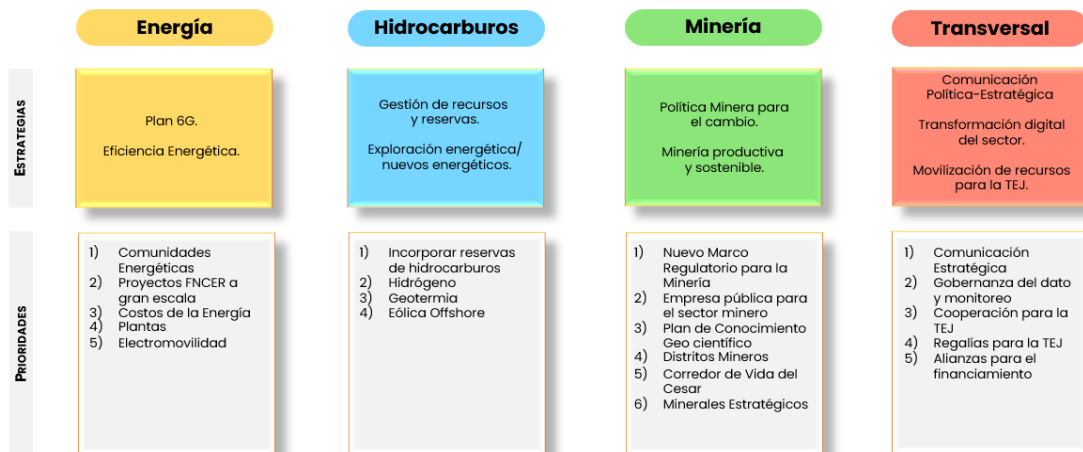 Energía
Hidrocarburos
Minería
Transversal
ESTRATEGIAS
Plan 6G.
Eficiencia Energética.
Gestión de recursos
y reservas.
Exploración energética/
nuevos energéticos.
Política Minera para
el cambio.
Minería productiva
y sostenible.
Comunicación
Política-Estratégica
Transformación digital
del sector.
Movilización de recursos
para la TEJ.
PRIORIDADES
1) Comunidades
Energéticas
2) Proyectos FNCER a
gran escala
3) Costos de la Energía
4) Plantas
5) Electromovilidad
1) Incorporar reservas
de hidrocarburos
2) Hidrógeno
3) Geotermia
4) Eólica Offshore
1) Nuevo Marco
Regulatorio para la
Minería
2) Empresa pública para
el sector minero
3) Plan de Conocimiento
Geo científico
4) Distritos Mineros
5) Corredor de Vida del
Cesar
6) Minerales Estratégicos
1) Comunicación
Estratégica
2) Gobernanza del dato
y monitoreo
3) Cooperación para la
TEJ
4) Regalías para la TEJ
5) Alianzas para el
financiamiento